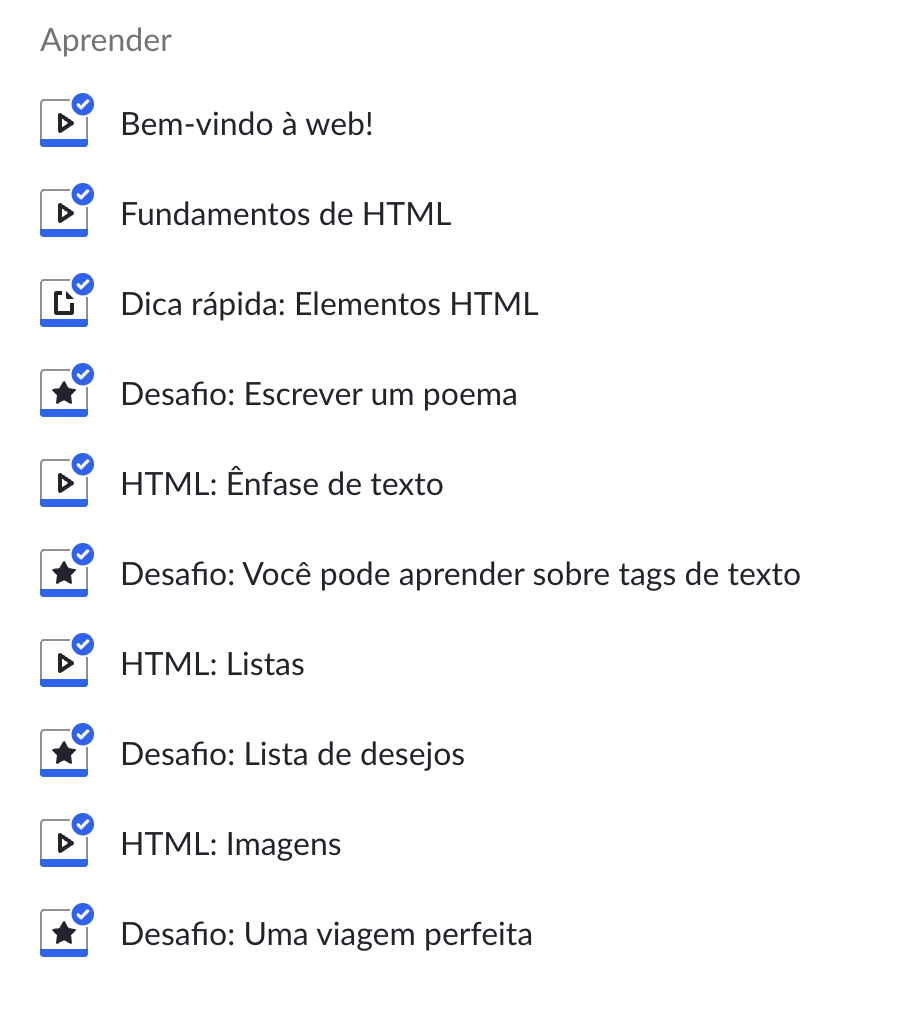 Aprender
Bem-vindo à web!
Fundamentos de HTML
Dica rápida: Elementos HTML
Desafio: Escrever um poema
HTML: Ênfase de texto
Desafio: Você pode aprender sobre tags de texto
HTML: Listas
Desafio: Lista de desejos
HTML: Imagens
Desafio: Uma viagem perfeita